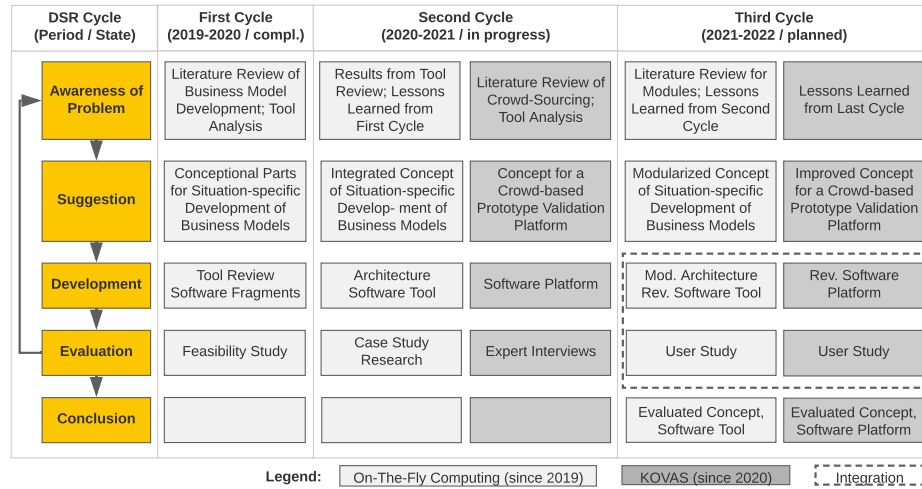 DSR Cycle
(Period / State)
First Cycle
(2019-2020 / compl.)
Second Cycle
(2020-2021 / in progress)
Third Cycle
(2021-2022 / planned)
Awareness of
Problem
Literature Review of
Business Model
Development; Tool
Analysis
Results from Tool
Review; Lessons
Learned from
First Cycle
Literature Review of
Crowd-Sourcing;
Tool Analysis
Literature Review for
Modules; Lessons
Learned from Second
Cycle
Lessons Learned
from Last Cycle
Suggestion
Conceptional Parts
for Situation-specific
Development of
Business Models
Integrated Concept
of Situation-specific
Develop- ment of
Business Models
Concept for a
Crowd-based
Prototype Validation
Platform
Modularized Concept
of Situation-specific
Development of
Business Models
Improved Concept
for a Crowd-based
Prototype Validation
Platform
Development
Tool Review
Software Fragments
Architecture
Software Tool
Software Platform
Mod. Architecture
Rev. Software Tool
Rev. Software
Platform
Evaluation
Feasibility Study
Case Study
Research
Expert Interviews
User Study
User Study
Conclusion
Evaluated Concept,
Software Tool
Evaluated Concept,
Software Platform
Legend:
On-The-Fly Computing (since 2019)
KOVAS (since 2020)
Integration